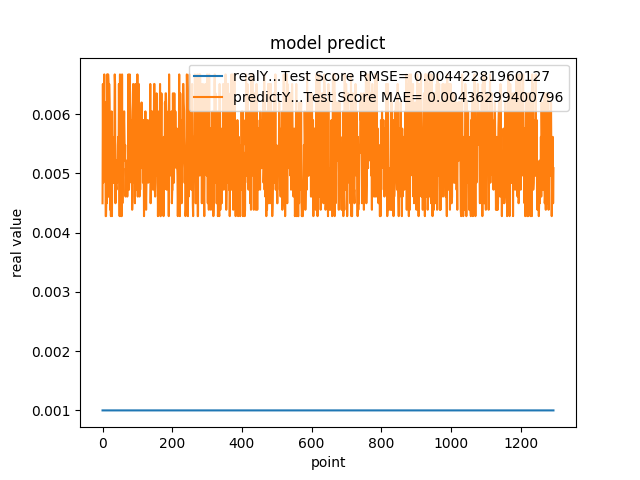 model predict
realY...Test Score RMSE= 0.00442281960127
predictY...Test Score MAE= 0.00436299400796
0.006
0.005
0.004
0.003
0.002
0.001
real value
0 200 400 600 800 1000 1200
point